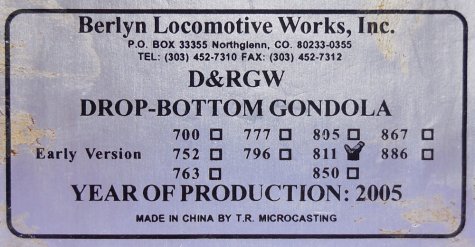 Berlyn Locomotive Works, Inc.
P.O. BOX 33355 Northglenn, CO. 80233-0355
TEL: (303) 452-7310 FAX: (303) 452-7312
D&RGW
DROP-BOTTOM GONDOLA
700 ☐ 777 ☐ 805 ☐ 867 ☐
Early Version 752 ☐ 796 ☐ 811 ☑ 886 ☐
763 ☐ 850 ☐
YEAR OF PRODUCTION: 2005
MADE IN CHINA BY T.R. MICROCASTING